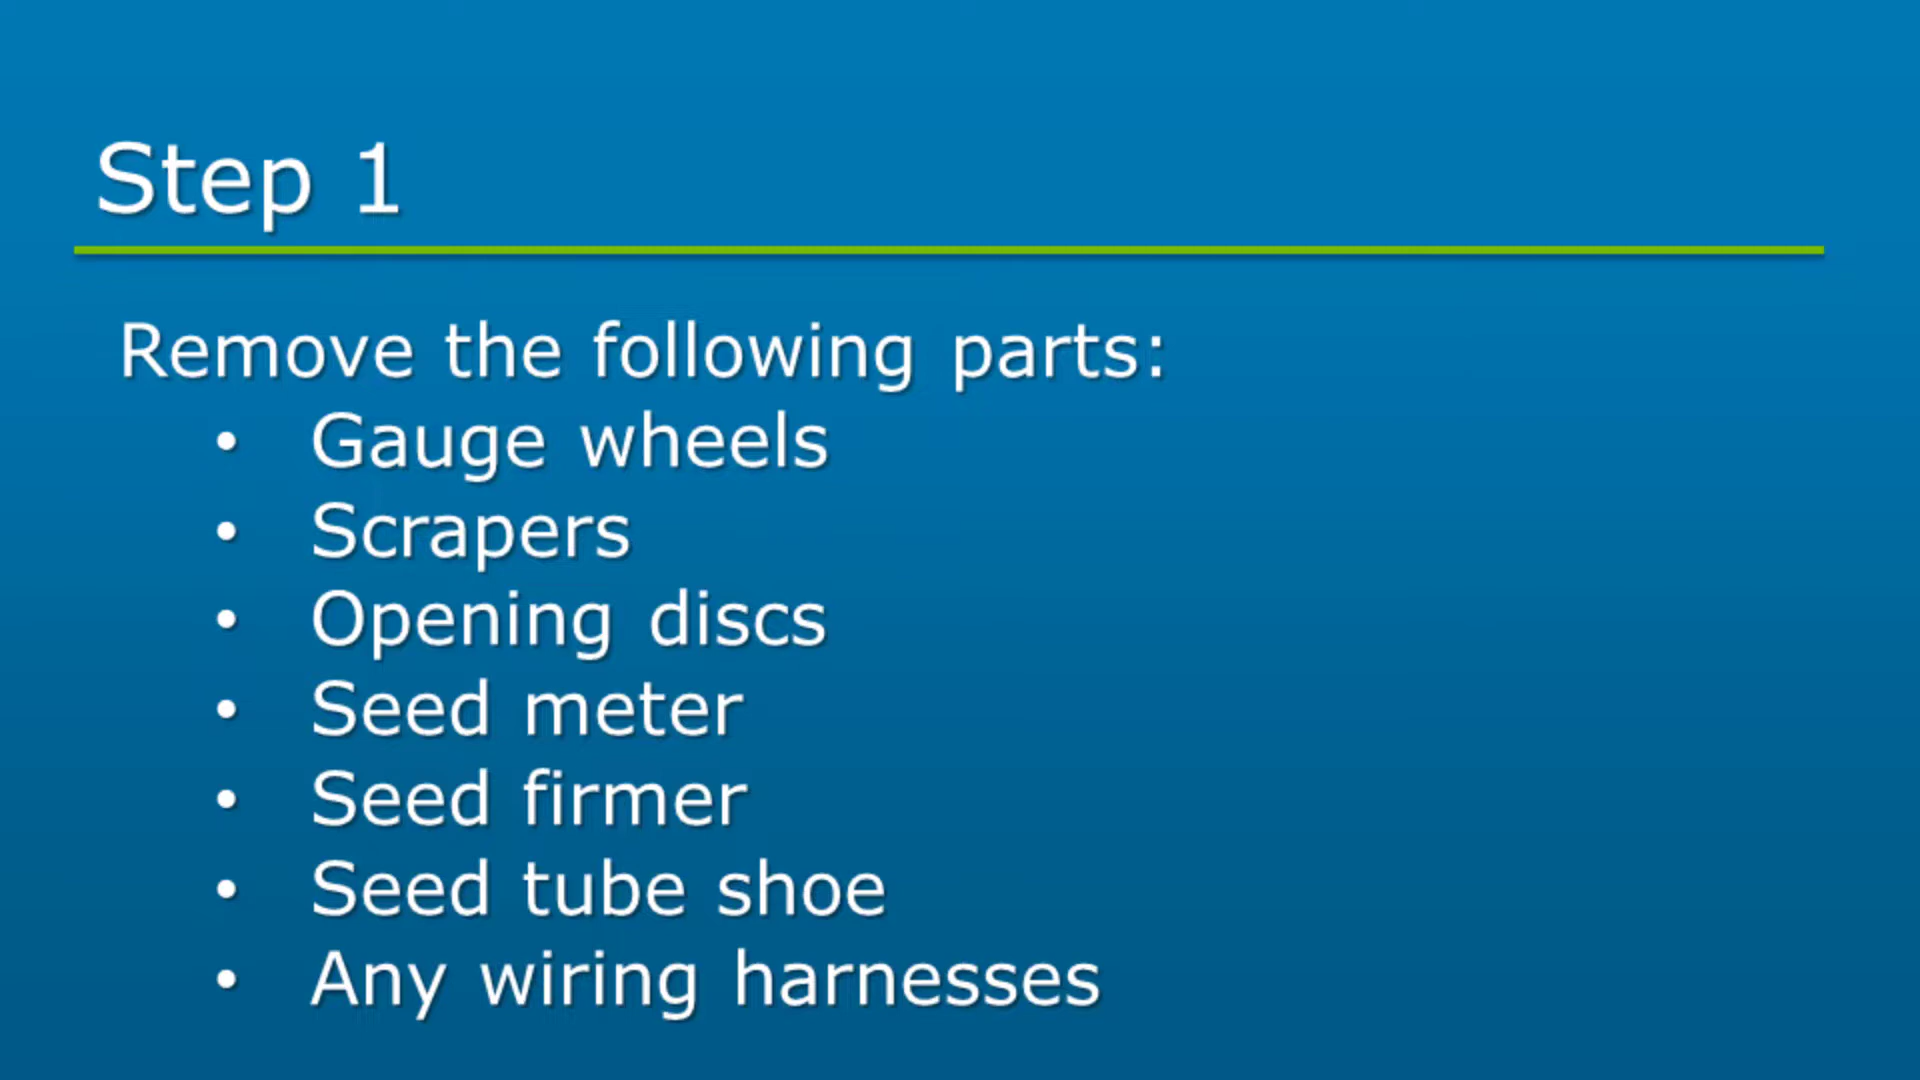 Step 1
Remove the following parts:
• Gauge wheels
• Scrapers
• Opening discs
• Seed meter
• Seed firmer
• Seed tube shoe
• Any wiring harnesses